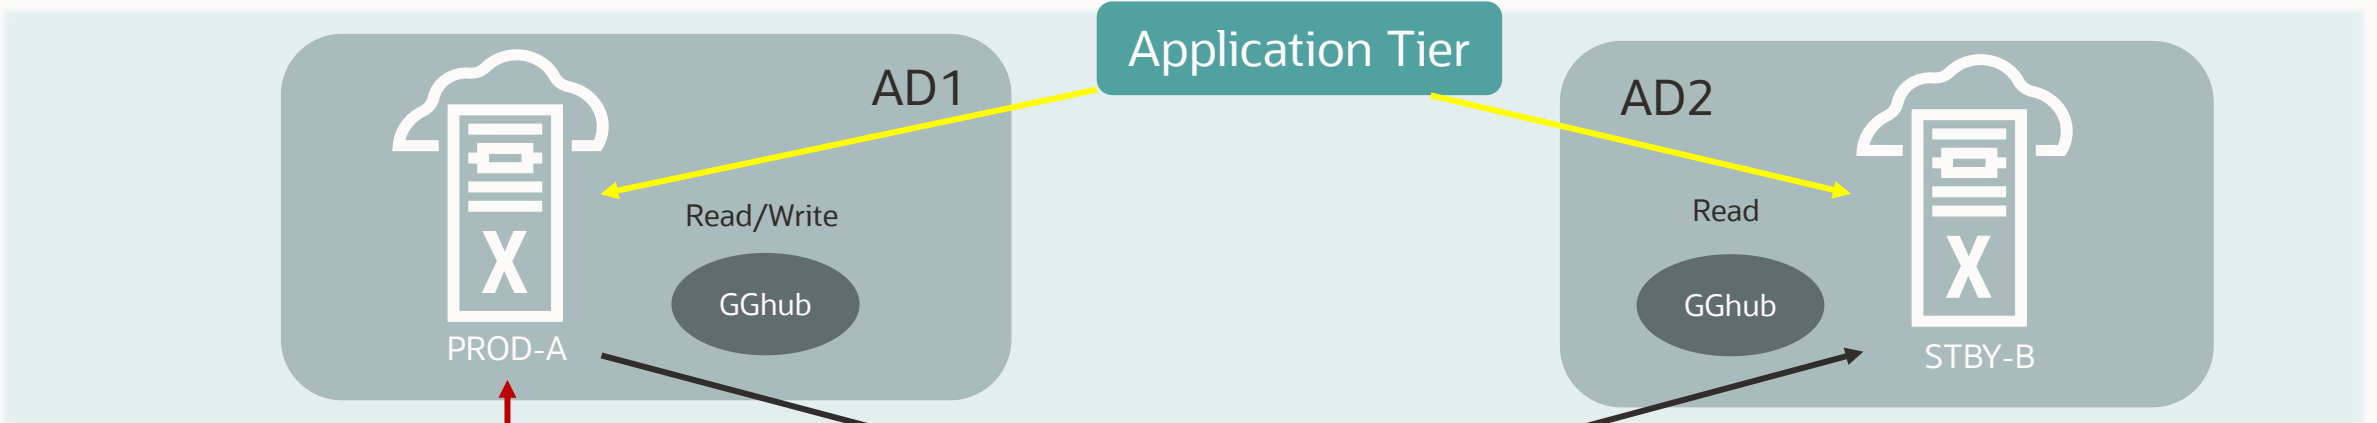 Application Tier
AD1
AD2
Read/Write
Read
GGhub
GGhub
X
X
PROD-A
STBY-B